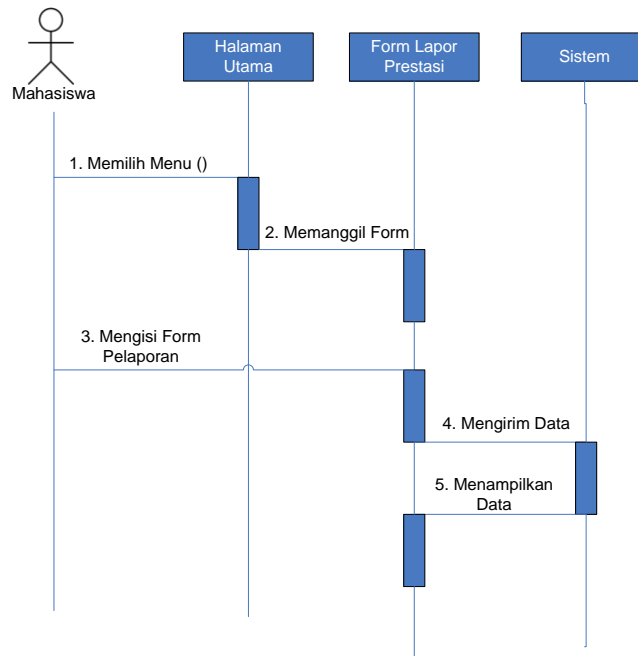 Halaman
Utama
Form Lapor
Prestasi
Sistem
Mahasiswa
1. Memilih Menu ()
2. Memanggil Form
3. Mengisi Form
Pelaporan
4. Mengirim Data
5. Menampilkan
Data